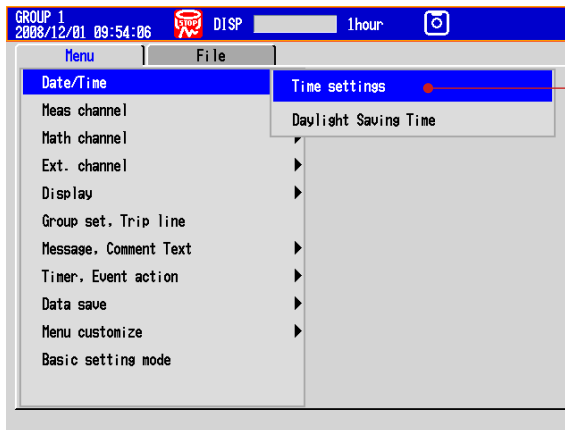 GROUP 1
2008/12/01 09:54:06 STOP DISP 1hour
Menu File
Date/Time
Time settings
Daylight Saving Time
Meas channel
Math channel
Ext. channel
Display
Group set, Trip line
Message, Comment Text
Timer, Event action
Data save
Menu customize
Basic setting mode